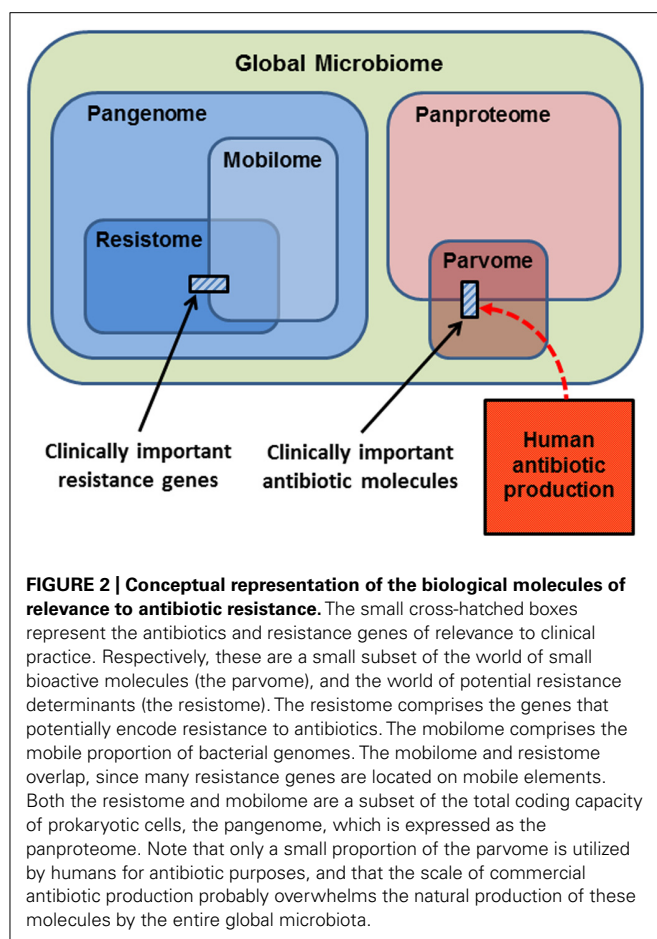 Global Microbiome
Pangenome
Panproteome
Mobilome
Resistome
Parvome
Clinically important
resistance genes
Clinically important
antibiotic molecules
Human
antibiotic
production
FIGURE 2 | Conceptual representation of the biological molecules of
relevance to antibiotic resistance. The small cross-hatched boxes
represent the antibiotics and resistance genes of relevance to clinical
practice. Respectively, these are a small subset of the world of small
bioactive molecules (the parvome), and the world of potential resistance
determinants (the resistome). The resistome comprises the genes that
potentially encode resistance to antibiotics. The mobilome comprises the
mobile proportion of bacterial genomes. The mobilome and resistome
overlap, since many resistance genes are located on mobile elements.
Both the resistome and mobilome are a subset of the total coding capacity
of prokaryotic cells, the pangenome, which is expressed as the
panproteome. Note that only a small proportion of the parvome is utilized
by humans for antibiotic purposes, and that the scale of commercial
antibiotic production probably overwhelms the natural production of these
molecules by the entire global microbiota.